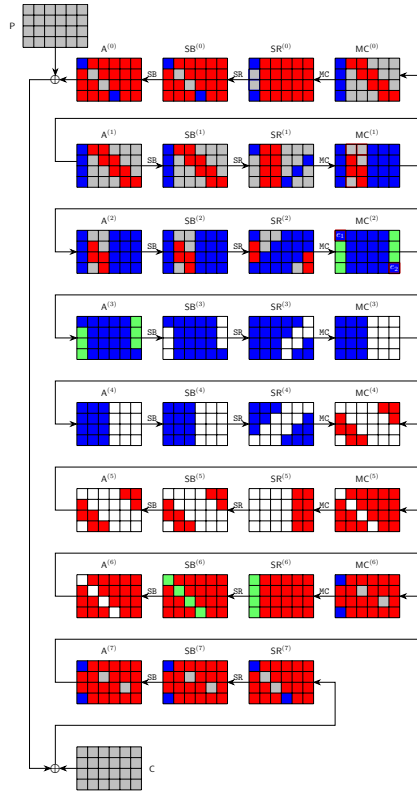 P
A^(0) SB^(0) SR^(0) MC^(0)
SB SR MC
A^(1) SB^(1) SR^(1) MC^(1)
SB SR MC
A^(2) SB^(2) SR^(2) MC^(2)
C₁
SB SR MC
C₂
A^(3) SB^(3) SR^(3) MC^(3)
SB SR MC
A^(4) SB^(4) SR^(4) MC^(4)
SB SR MC
A^(5) SB^(5) SR^(5) MC^(5)
SB SR MC
A^(6) SB^(6) SR^(6) MC^(6)
SB SR MC
A^(7) SB^(7) SR^(7)
SB SR
C